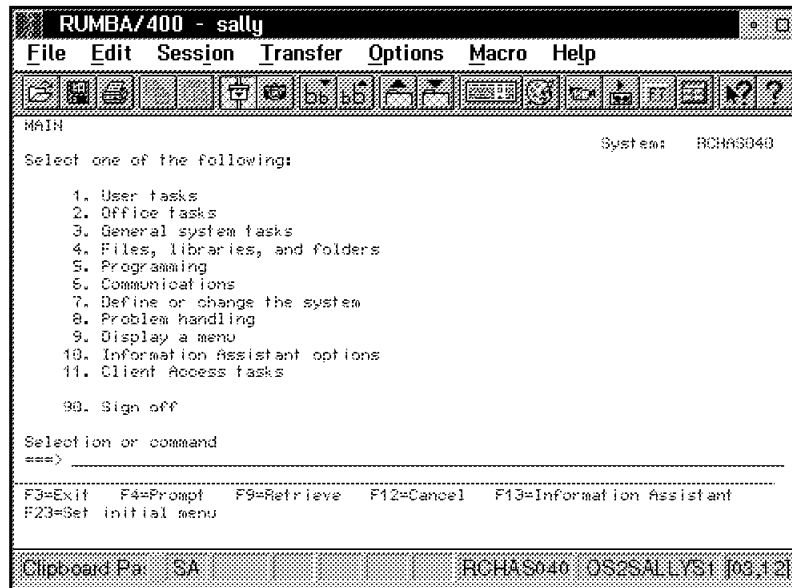 RUMBA/400 - sally
File Edit Session Transfer Options Macro Help
F7
MAIN
System: RCHAS040
Select one of the following:
1. User tasks
2. Office tasks
3. General system tasks
4. Files, libraries, and folders
5. Programming
6. Communications
7. Define or change the system
8. Problem handling
9. Display a menu
10. Information Assistant options
11. Client Access tasks
90. Sign off
Selection or command
===>
F3=Exit F4=Prompt F9=Retrieve F12=Cancel F13=Information Assistant
F23=Set initial menu
Clipboard Pa: SA RCHAS040 : OS2SALLYS1 [03,12]